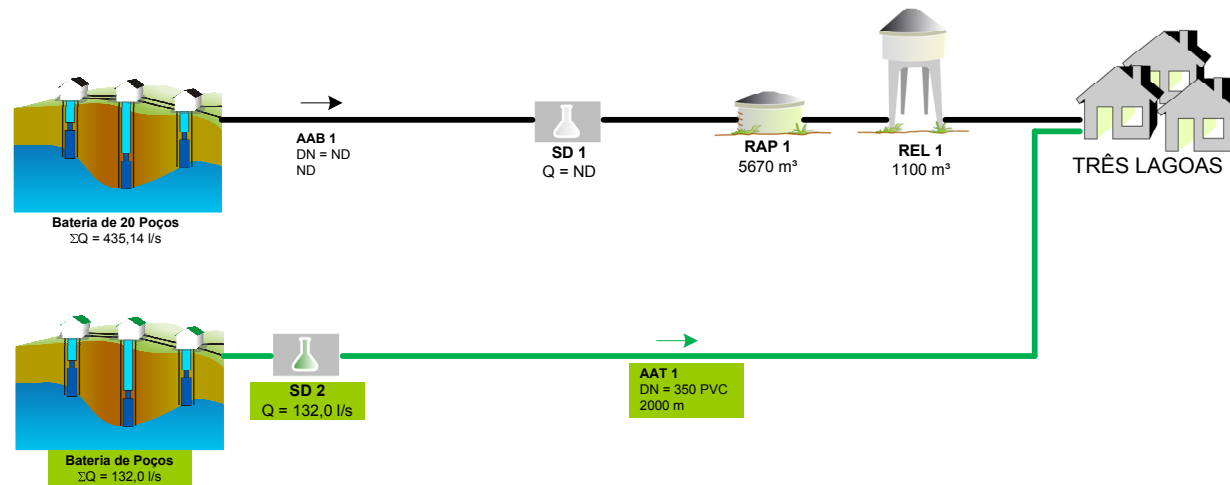 AAB 1
DN = ND
ND
SD 1
Q = ND
RAP 1
5670 m³
REL 1
1100 m³
TRÊS LAGOAS
Bateria de 20 Poços
ΣQ = 435,14 l/s
SD 2
Q = 132,0 l/s
AAT 1
DN = 350 PVC
2000 m
Bateria de Poços
ΣQ = 132,0 l/s